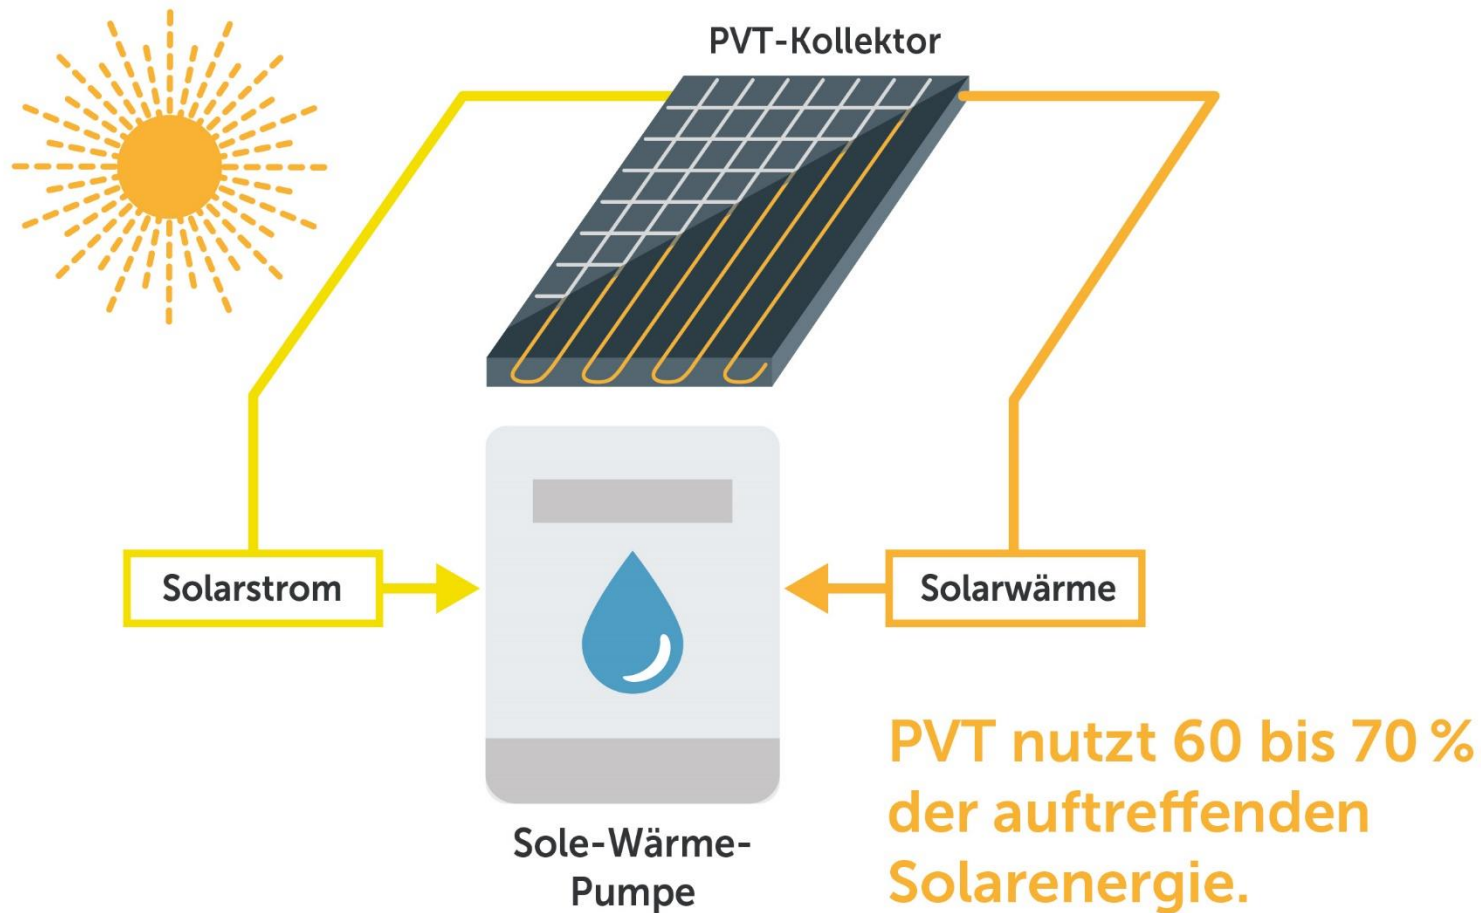 PVT-Kollektor
Solarstrom
Solarwärme
Sole-Wärme-
Pumpe
PVT nutzt 60 bis 70 %
der auftreffenden
Solarenergie.